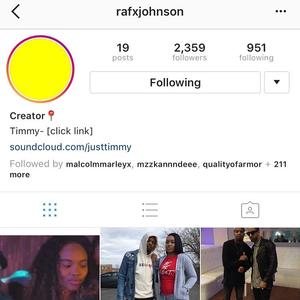 rafxjohnson
19 2,359 951
posts followers following
Following
Creator
Timmy- [click link]
soundcloud.com/justtimmy
Followed by malcolmmarleyx, mzzkannndeee, qualityofarmor + 211
more